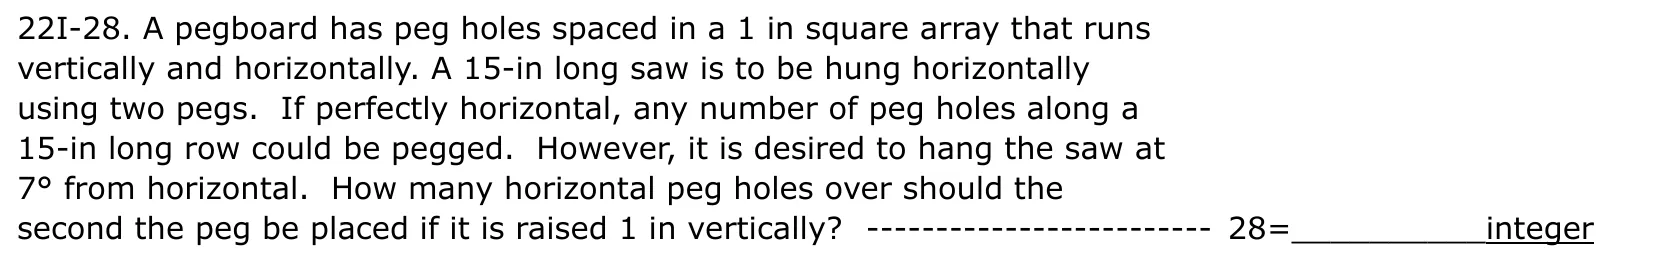 22I-28. A pegboard has peg holes spaced in a 1 in square array that runs
vertically and horizontally. A 15-in long saw is to be hung horizontally
using two pegs.  If perfectly horizontal, any number of peg holes along a
15-in long row could be pegged.  However, it is desired to hang the saw at
7° from horizontal.  How many horizontal peg holes over should the
second the peg be placed if it is raised 1 in vertically?  ------------------------- 28=____________integer